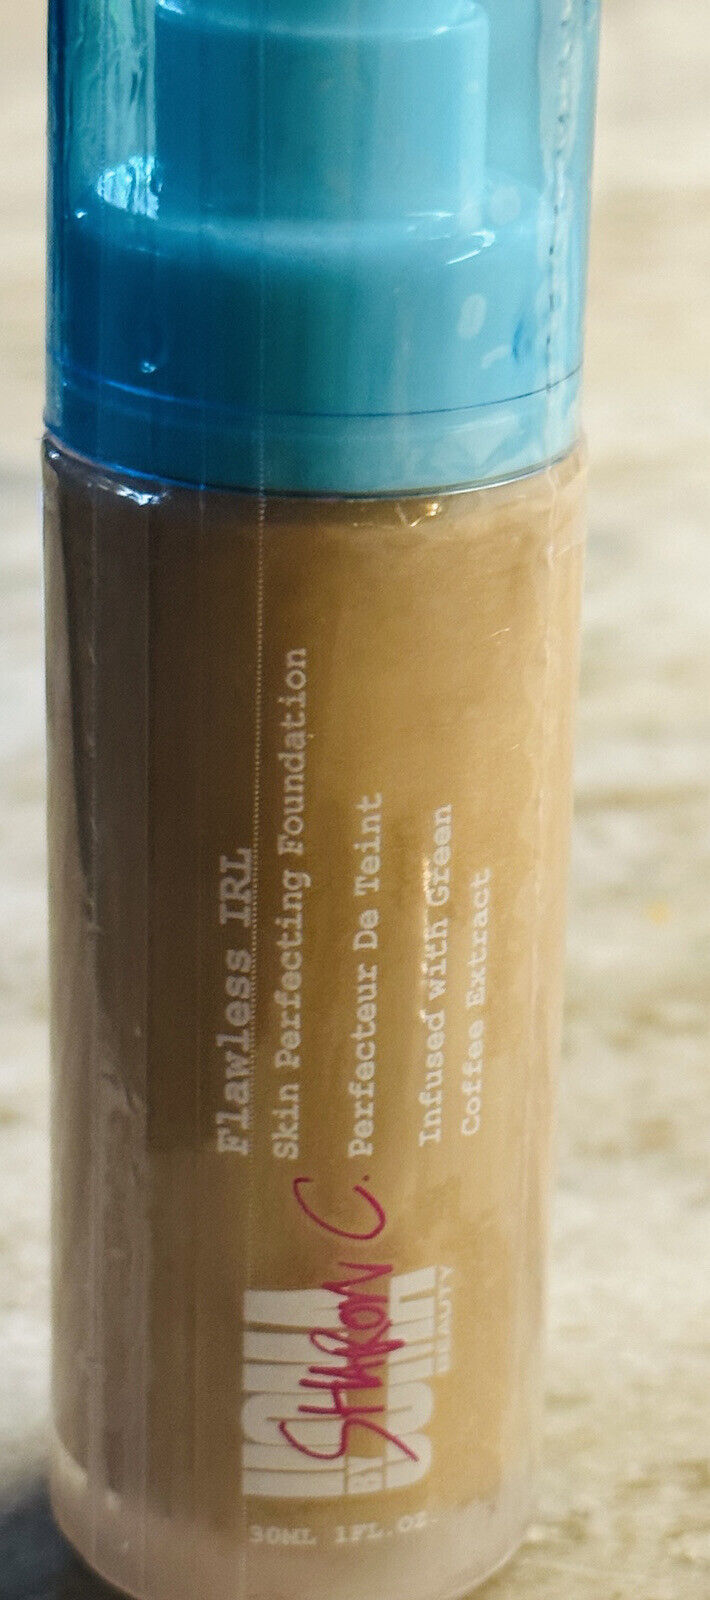 Flawless IRL
Skin Perfecting Foundation
Perfecteur De Teint
Infused with Green
Coffee Extract
UOMA
BY
SHARON C.
UOMA
BEAUTY
30ML 1FL.OZ.